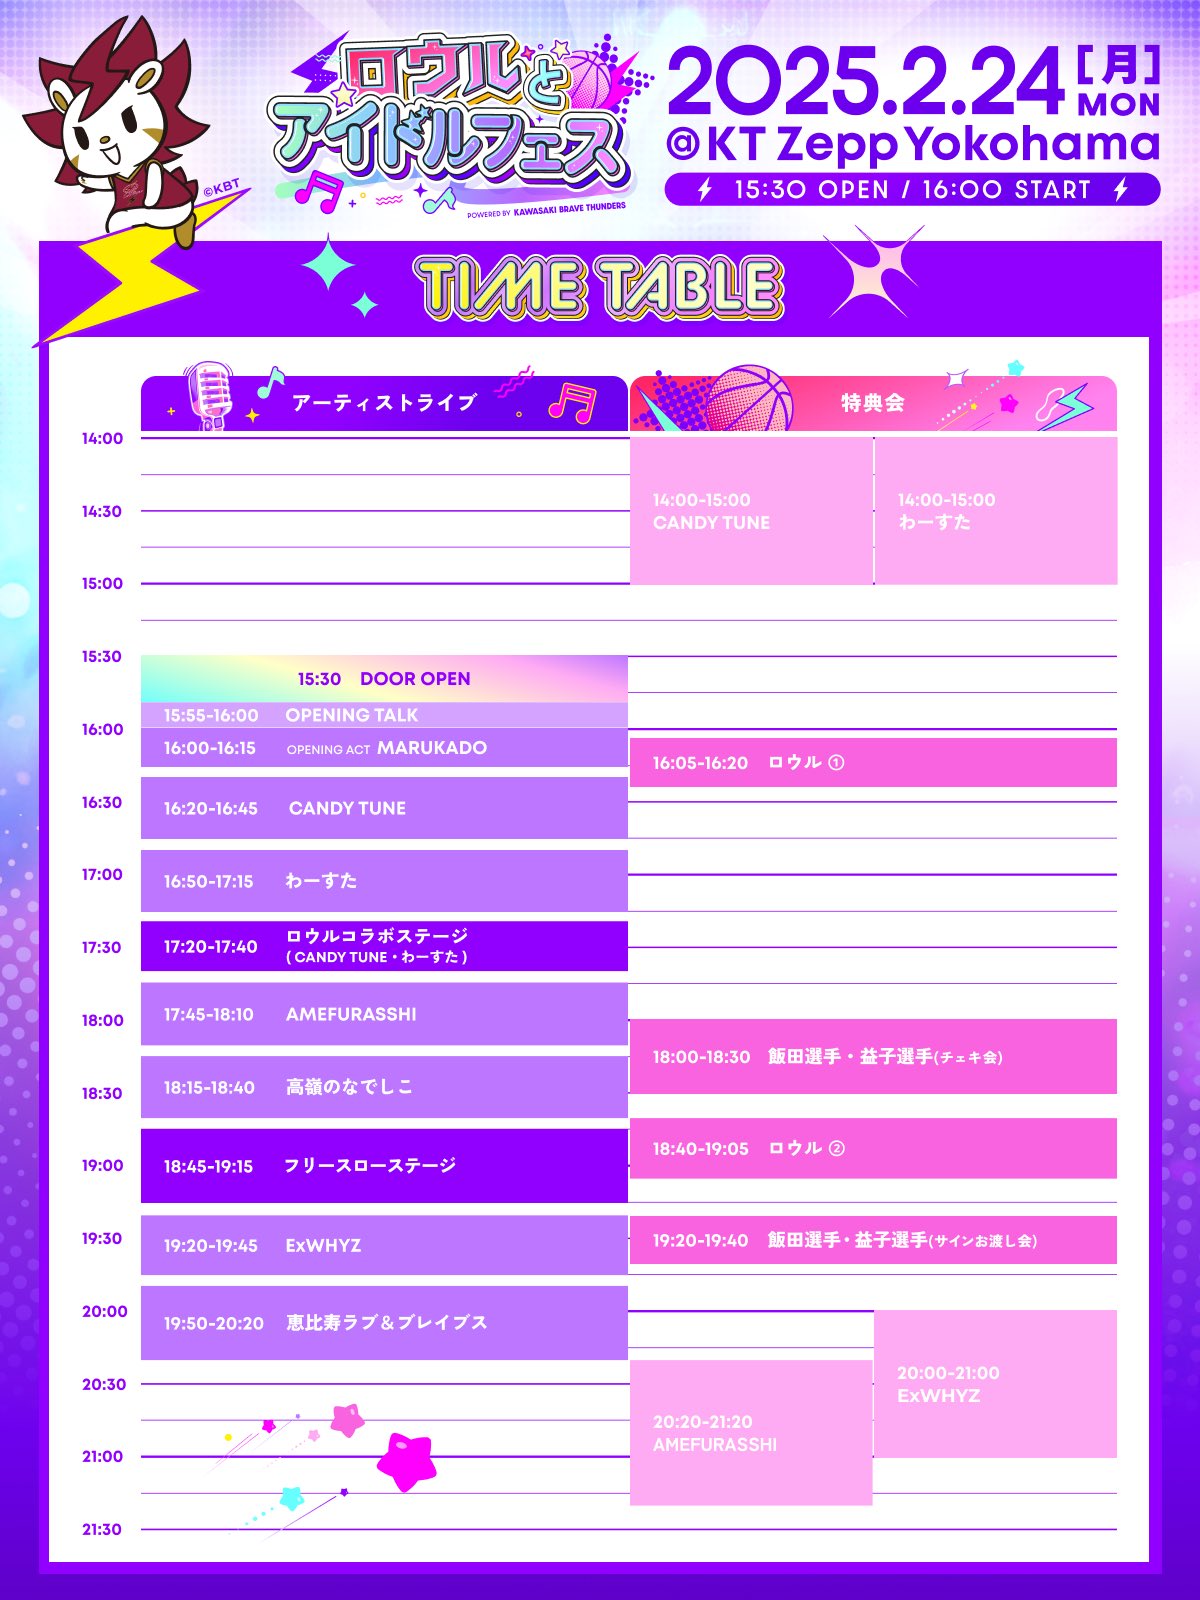 ロウルと
アイドルフェス
POWERED BY KAWASAKI BRAVE THUNDERS
©KBT
2025.2.24 [月] MON
@KT Zepp Yokohama
15:30 OPEN / 16:00 START
TIME TABLE
アーティストライブ
特典会
14:00
14:30
15:00
15:30
16:00
16:30
17:00
17:30
18:00
18:30
19:00
19:30
20:00
20:30
21:00
21:30
15:30 DOOR OPEN
15:55-16:00 OPENING TALK
16:00-16:15 OPENING ACT MARUKADO
16:20-16:45 CANDY TUNE
16:50-17:15 わーすた
17:20-17:40 ロウルコラボステージ
( CANDY TUNE・わーすた )
17:45-18:10 AMEFURASSHI
18:15-18:40 高嶺のなでしこ
18:45-19:15 フリースローステージ
19:20-19:45 ExWHYZ
19:50-20:20 恵比寿ラブ&ブレイブス
14:00-15:00
CANDY TUNE
14:00-15:00
わーすた
16:05-16:20 ロウル ①
18:00-18:30 飯田選手・益子選手(チェキ会)
18:40-19:05 ロウル ②
19:20-19:40 飯田選手・益子選手(サインお渡し会)
20:00-21:00
ExWHYZ
20:20-21:20
AMEFURASSHI